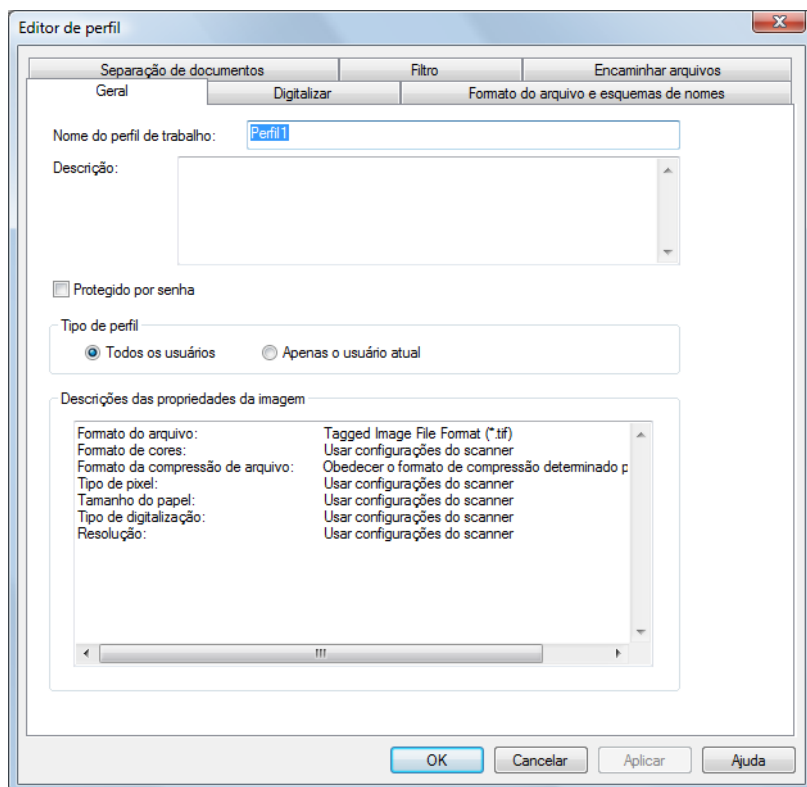 Editor de perfil
Separação de documentos Filtro Encaminhar arquivos
Geral Digitalizar Formato do arquivo e esquemas de nomes
Nome do perfil de trabalho: Perfil1
Descrição:
Protegido por senha
Tipo de perfil
Todos os usuários Apenas o usuário atual
Descrições das propriedades da imagem
Formato do arquivo: Tagged Image File Format (*.tif)
Formato de cores: Usar configurações do scanner
Formato da compressão de arquivo: Obedecer o formato de compressão determinado p
Tipo de pixel: Usar configurações do scanner
Tamanho do papel: Usar configurações do scanner
Tipo de digitalização: Usar configurações do scanner
Resolução: Usar configurações do scanner
OK Cancelar Aplicar Ajuda